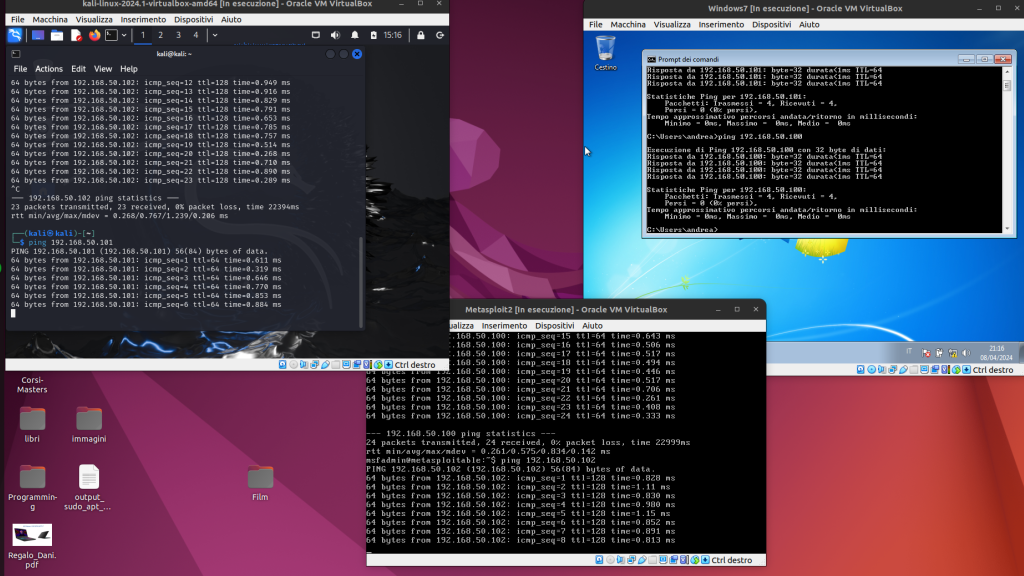 kali-linux-2024.1-virtualbox-amd64 [In esecuzione] - Oracle VM VirtualBox
File Macchina Visualizza Inserimento Dispositivi Aiuto
1 2 3 4
15:16
kali@kali: ~
File Actions Edit View Help
64 bytes from 192.168.50.102: icmp_seq=12 ttl=128 time=0.949 ms
64 bytes from 192.168.50.102: icmp_seq=13 ttl=128 time=0.916 ms
64 bytes from 192.168.50.102: icmp_seq=14 ttl=128 time=0.829 ms
64 bytes from 192.168.50.102: icmp_seq=15 ttl=128 time=0.791 ms
64 bytes from 192.168.50.102: icmp_seq=16 ttl=128 time=0.653 ms
64 bytes from 192.168.50.102: icmp_seq=17 ttl=128 time=0.785 ms
64 bytes from 192.168.50.102: icmp_seq=18 ttl=128 time=0.757 ms
64 bytes from 192.168.50.102: icmp_seq=19 ttl=128 time=0.514 ms
64 bytes from 192.168.50.102: icmp_seq=20 ttl=128 time=0.268 ms
64 bytes from 192.168.50.102: icmp_seq=21 ttl=128 time=0.710 ms
64 bytes from 192.168.50.102: icmp_seq=22 ttl=128 time=0.890 ms
64 bytes from 192.168.50.102: icmp_seq=23 ttl=128 time=0.289 ms
^C
— 192.168.50.102 ping statistics —
23 packets transmitted, 23 received, 0% packet loss, time 22394ms
rtt min/avg/max/mdev = 0.268/0.767/1.239/0.206 ms
(kali㉿kali)-[~]
$ ping 192.168.50.101
PING 192.168.50.101 (192.168.50.101) 56(84) bytes of data.
64 bytes from 192.168.50.101: icmp_seq=1 ttl=64 time=0.611 ms
64 bytes from 192.168.50.101: icmp_seq=2 ttl=64 time=0.319 ms
64 bytes from 192.168.50.101: icmp_seq=3 ttl=64 time=0.646 ms
64 bytes from 192.168.50.101: icmp_seq=4 ttl=64 time=0.770 ms
64 bytes from 192.168.50.101: icmp_seq=5 ttl=64 time=0.853 ms
64 bytes from 192.168.50.101: icmp_seq=6 ttl=64 time=0.884 ms
Ctrl destro
Windows7 [In esecuzione] - Oracle VM VirtualBox
File Macchina Visualizza Inserimento Dispositivi Aiuto
Cestino
Prompt dei comandi
Risposta da 192.168.50.101: byte=32 durata<1ms TTL=64
Risposta da 192.168.50.101: byte=32 durata<1ms TTL=64
Risposta da 192.168.50.101: byte=32 durata<1ms TTL=64
Statistiche Ping per 192.168.50.101:
Pacchetti: Trasmessi = 4, Ricevuti = 4,
Persi = 0 (0% persi),
Tempo approssimativo percorsi andata/ritorno in millisecondi:
Minimo = 0ms, Massimo = 0ms, Medio = 0ms
C:\Users\andrea>ping 192.168.50.100
Esecuzione di Ping 192.168.50.100 con 32 byte di dati:
Risposta da 192.168.50.100: byte=32 durata<1ms TTL=64
Risposta da 192.168.50.100: byte=32 durata<1ms TTL=64
Risposta da 192.168.50.100: byte=32 durata<1ms TTL=64
Risposta da 192.168.50.100: byte=32 durata<1ms TTL=64
Statistiche Ping per 192.168.50.100:
Pacchetti: Trasmessi = 4, Ricevuti = 4,
Persi = 0 (0% persi),
Tempo approssimativo percorsi andata/ritorno in millisecondi:
Minimo = 0ms, Massimo = 0ms, Medio = 0ms
C:\Users\andrea>
IT
21:16
08/04/2024
Ctrl destro
Metasploit2 [In esecuzione] - Oracle VM VirtualBox
ualizza Inserimento Dispositivi Aiuto
192.168.50.100: icmp_seq=15 ttl=64 time=0.643 ms
192.168.50.100: icmp_seq=16 ttl=64 time=0.506 ms
192.168.50.100: icmp_seq=17 ttl=64 time=0.517 ms
192.168.50.100: icmp_seq=18 ttl=64 time=0.494 ms
64 bytes from 192.168.50.100: icmp_seq=19 ttl=64 time=0.446 ms
64 bytes from 192.168.50.100: icmp_seq=20 ttl=64 time=0.517 ms
64 bytes from 192.168.50.100: icmp_seq=21 ttl=64 time=0.706 ms
64 bytes from 192.168.50.100: icmp_seq=22 ttl=64 time=0.261 ms
64 bytes from 192.168.50.100: icmp_seq=23 ttl=64 time=0.408 ms
64 bytes from 192.168.50.100: icmp_seq=24 ttl=64 time=0.333 ms
--- 192.168.50.100 ping statistics ---
24 packets transmitted, 24 received, 0% packet loss, time 22999ms
rtt min/avg/max/mdev = 0.261/0.575/0.834/0.142 ms
msfadmin@metasploitable:~$ ping 192.168.50.102
PING 192.168.50.102 (192.168.50.102) 56(84) bytes of data.
64 bytes from 192.168.50.102: icmp_seq=1 ttl=128 time=0.828 ms
64 bytes from 192.168.50.102: icmp_seq=2 ttl=128 time=1.11 ms
64 bytes from 192.168.50.102: icmp_seq=3 ttl=128 time=0.830 ms
64 bytes from 192.168.50.102: icmp_seq=4 ttl=128 time=0.980 ms
64 bytes from 192.168.50.102: icmp_seq=5 ttl=128 time=1.15 ms
64 bytes from 192.168.50.102: icmp_seq=6 ttl=128 time=0.852 ms
64 bytes from 192.168.50.102: icmp_seq=7 ttl=128 time=0.891 ms
64 bytes from 192.168.50.102: icmp_seq=8 ttl=128 time=0.813 ms
Ctrl destro
Corsi-
Masters
libri
immagini
Programmin-
g
output_
sudo_apt_...
Film
Regalo_Dani.
pdf